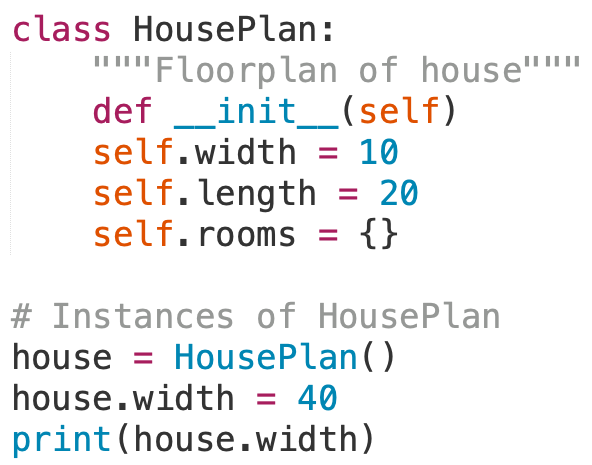 class HousePlan:
    """Floorplan of house"""
    def __init__(self)
    self.width = 10
    self.length = 20
    self.rooms = {}

# Instances of HousePlan
house = HousePlan()
house.width = 40
print(house.width)